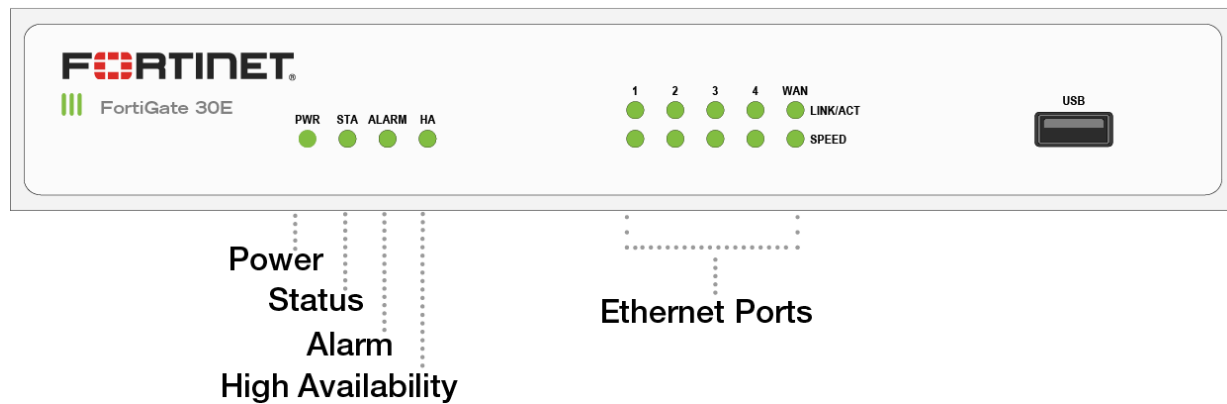 FORTINET®
FortiGate 30E
PWR STA ALARM HA
1 2 3 4 WAN
LINK/ACT
SPEED
USB
Power
Status
Alarm
High Availability
Ethernet Ports